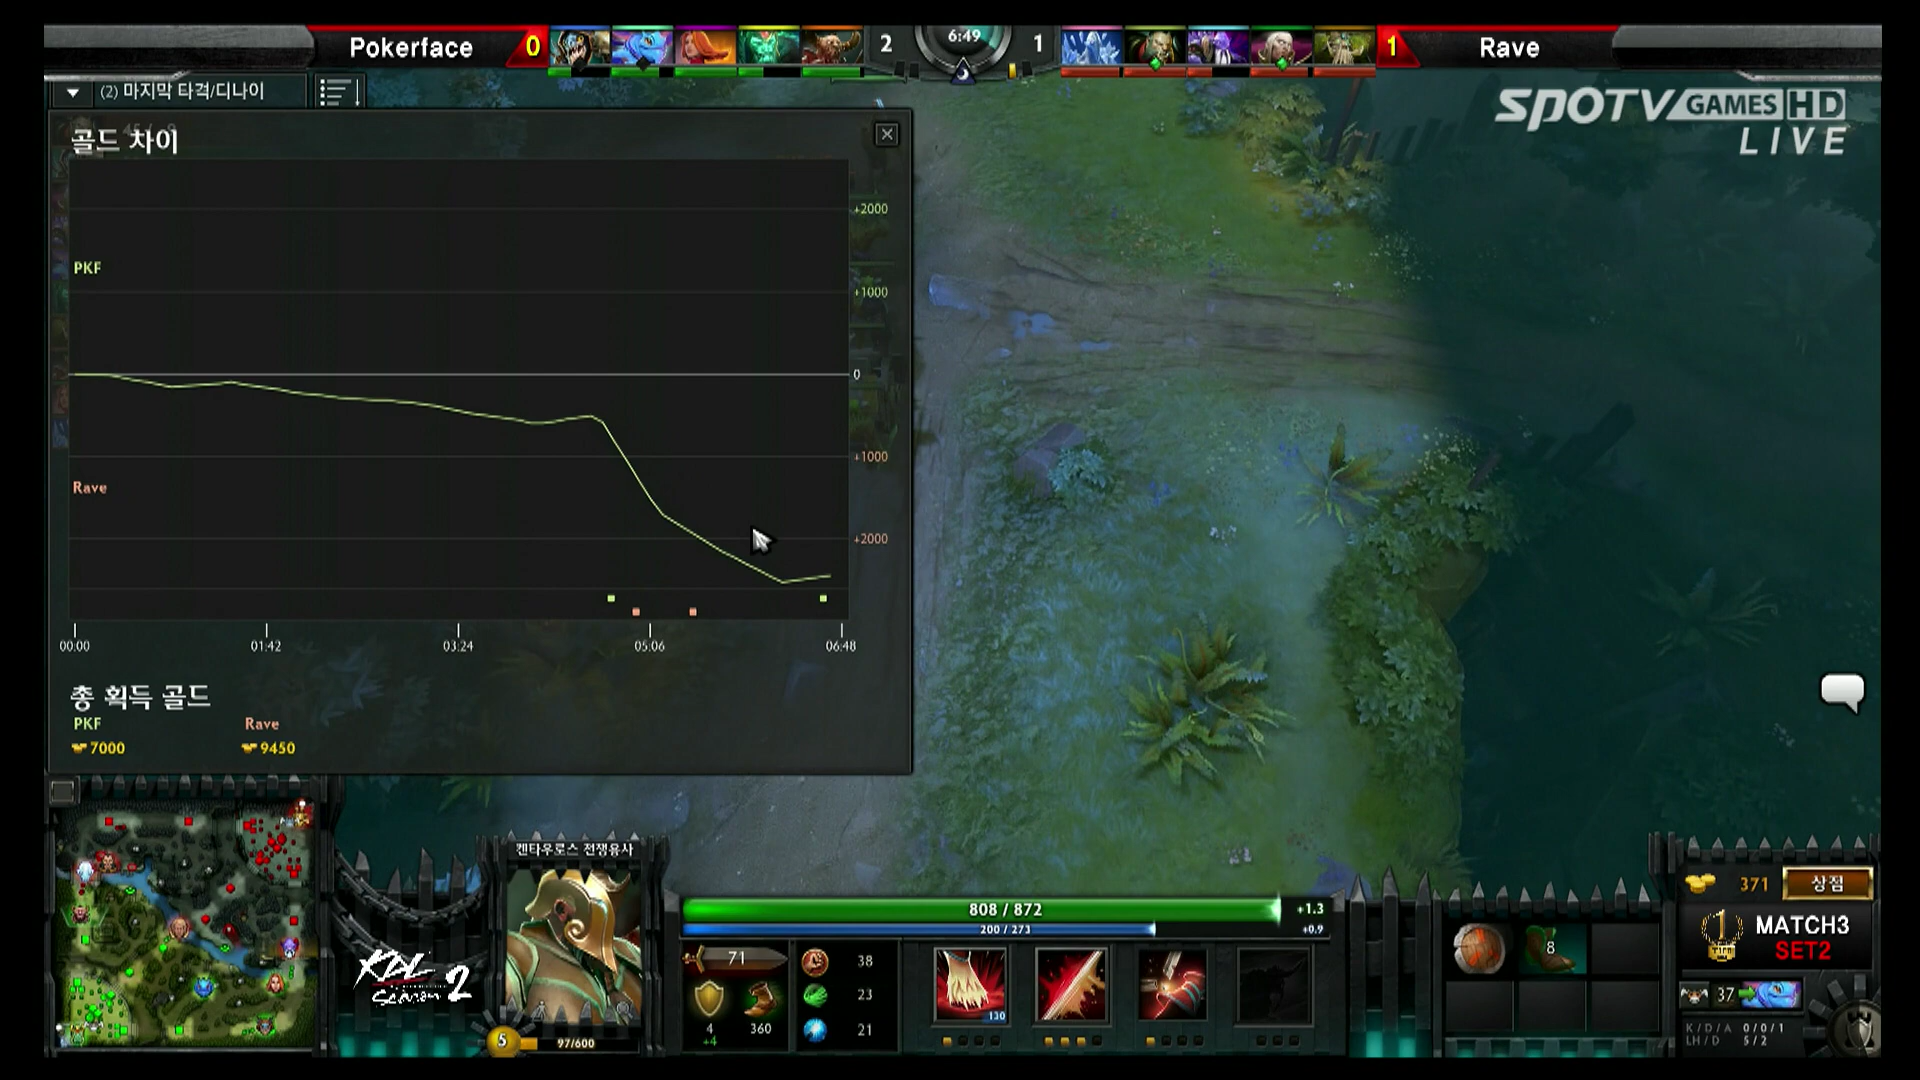 Pokerface 0 2 6:49 1 1 Rave
(2) 마지막 타격/디나이
골드 차이
SPOTV GAMES HD
LIVE
+2000
PKF
+1000
0
+1000
Rave
+2000
00:00 01:42 03:24 05:06 06:48
총 획득 골드
PKF Rave
7000 9450
켄타우로스 전쟁용사
808 / 872 +1.3
200 / 273 +0.9
371 상점
71 38
23
4 360 21
+4
130
8
MATCH3
SET2
37
K/D/A 0/0/1
LH/D 5/2
KDL
Season 2
5 97/600